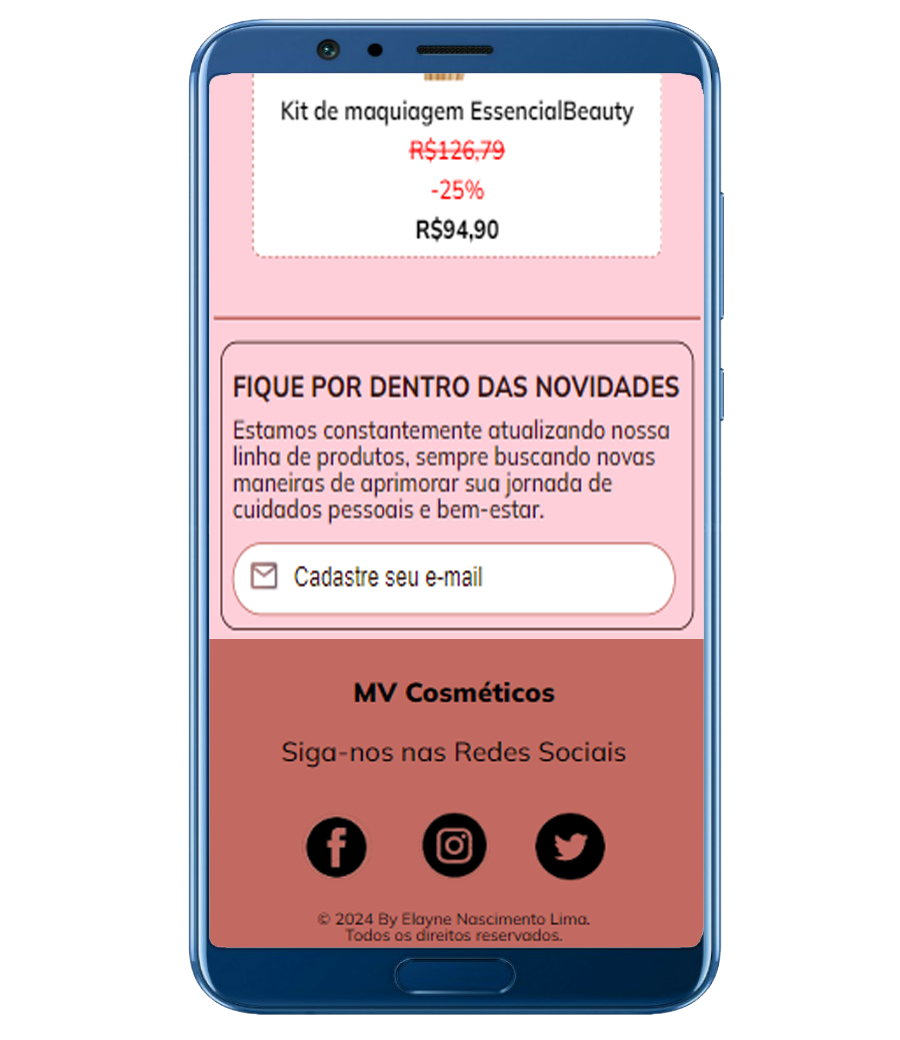 Kit de maquiagem EssencialBeauty
R$126,79
-25%
R$94,90
FIQUE POR DENTRO DAS NOVIDADES
Estamos constantemente atualizando nossa
linha de produtos, sempre buscando novas
maneiras de aprimorar sua jornada de
cuidados pessoais e bem-estar.
Cadastre seu e-mail
MV Cosméticos
Siga-nos nas Redes Sociais
© 2024 By Elayne Nascimento Lima.
Todos os direitos reservados.